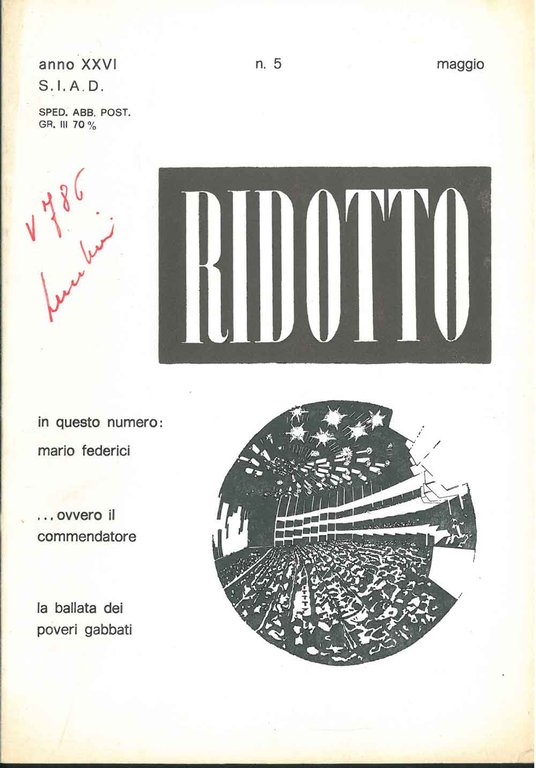 anno XXVI n. 5 maggio
S.I.A.D.
SPED. ABB. POST.
GR. III 70%
V 786
RIDOTTO
in questo numero:
mario federici
...ovvero il
commendatore
la ballata dei
poveri gabbati